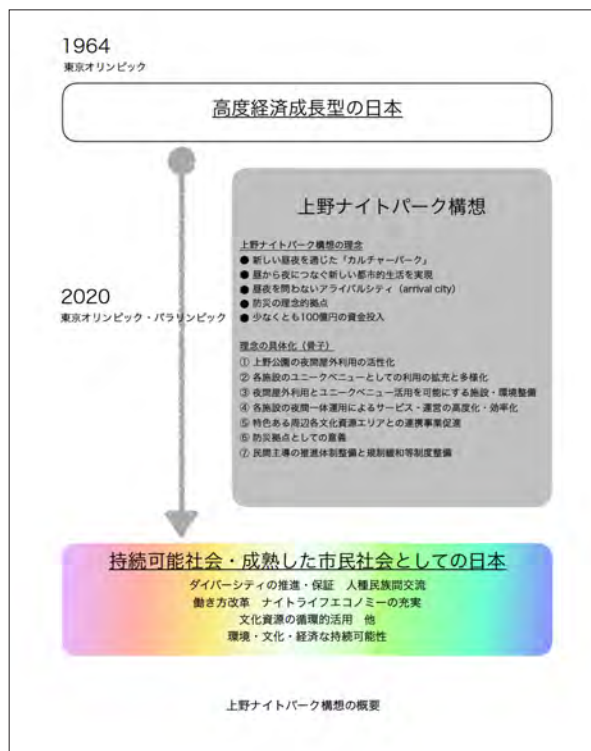 1964
東京オリンピック
高度経済成長型の日本
上野ナイトパーク構想
上野ナイトパーク構想の理念
● 新しい昼夜を通じた「カルチャーパーク」
● 昼から夜につなぐ新しい都市的生活を実現
● 昼夜を問わないアライバルシティ（arrival city）
● 防災の理念的拠点
● 少なくとも100億円の資金投入
2020
東京オリンピック・パラリンピック
理念の具体化（骨子）
① 上野公園の夜間屋外利用の活性化
② 各施設のユニークベニューとしての利用の拡充と多様化
③ 夜間屋外利用とユニークベニュー活用を可能にする施設・環境整備
④ 各施設の夜間一体運用によるサービス・運営の高度化・効率化
⑤ 特色ある周辺各文化資源エリアとの連携事業促進
⑥ 防災拠点としての意義
⑦ 民間主導の推進体制整備と規制緩和等制度整備
持続可能社会・成熟した市民社会としての日本
ダイバーシティの推進・保証　人種民族間交流
働き方改革　ナイトライフエコノミーの充実
文化資源の循環的活用　他
環境・文化・経済な持続可能性
上野ナイトパーク構想の概要